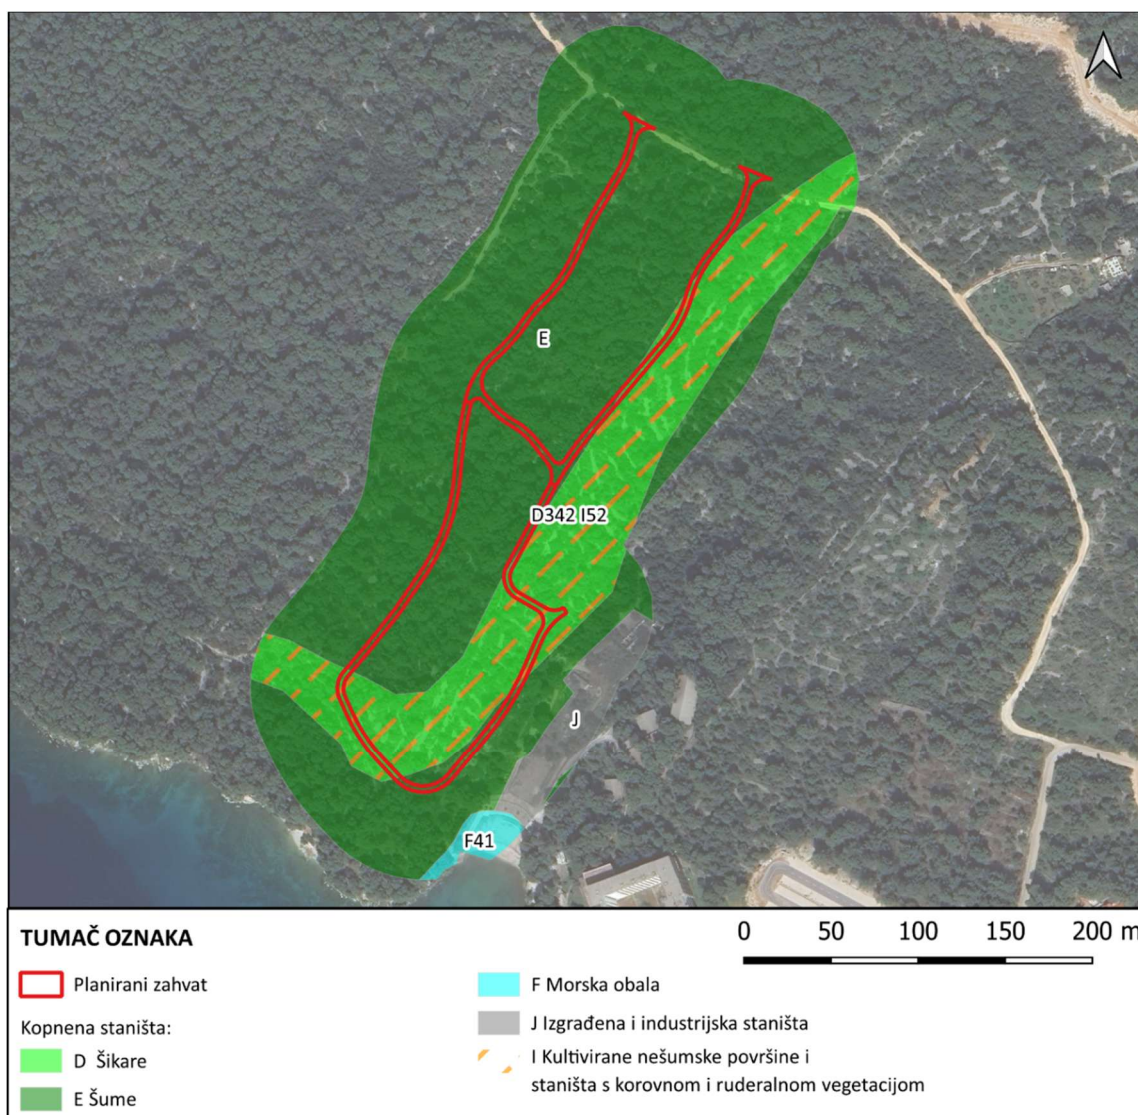 E
D342 I52
J
F41
TUMAČ OZNAKA
0 50 100 150 200 m
Planirani zahvat
Kopnena staništa:
D Šikare
E Šume
F Morska obala
J Izgrađena i industrijska staništa
I Kultivirane nešumske površine i
staništa s korovnom i ruderalnom vegetacijom